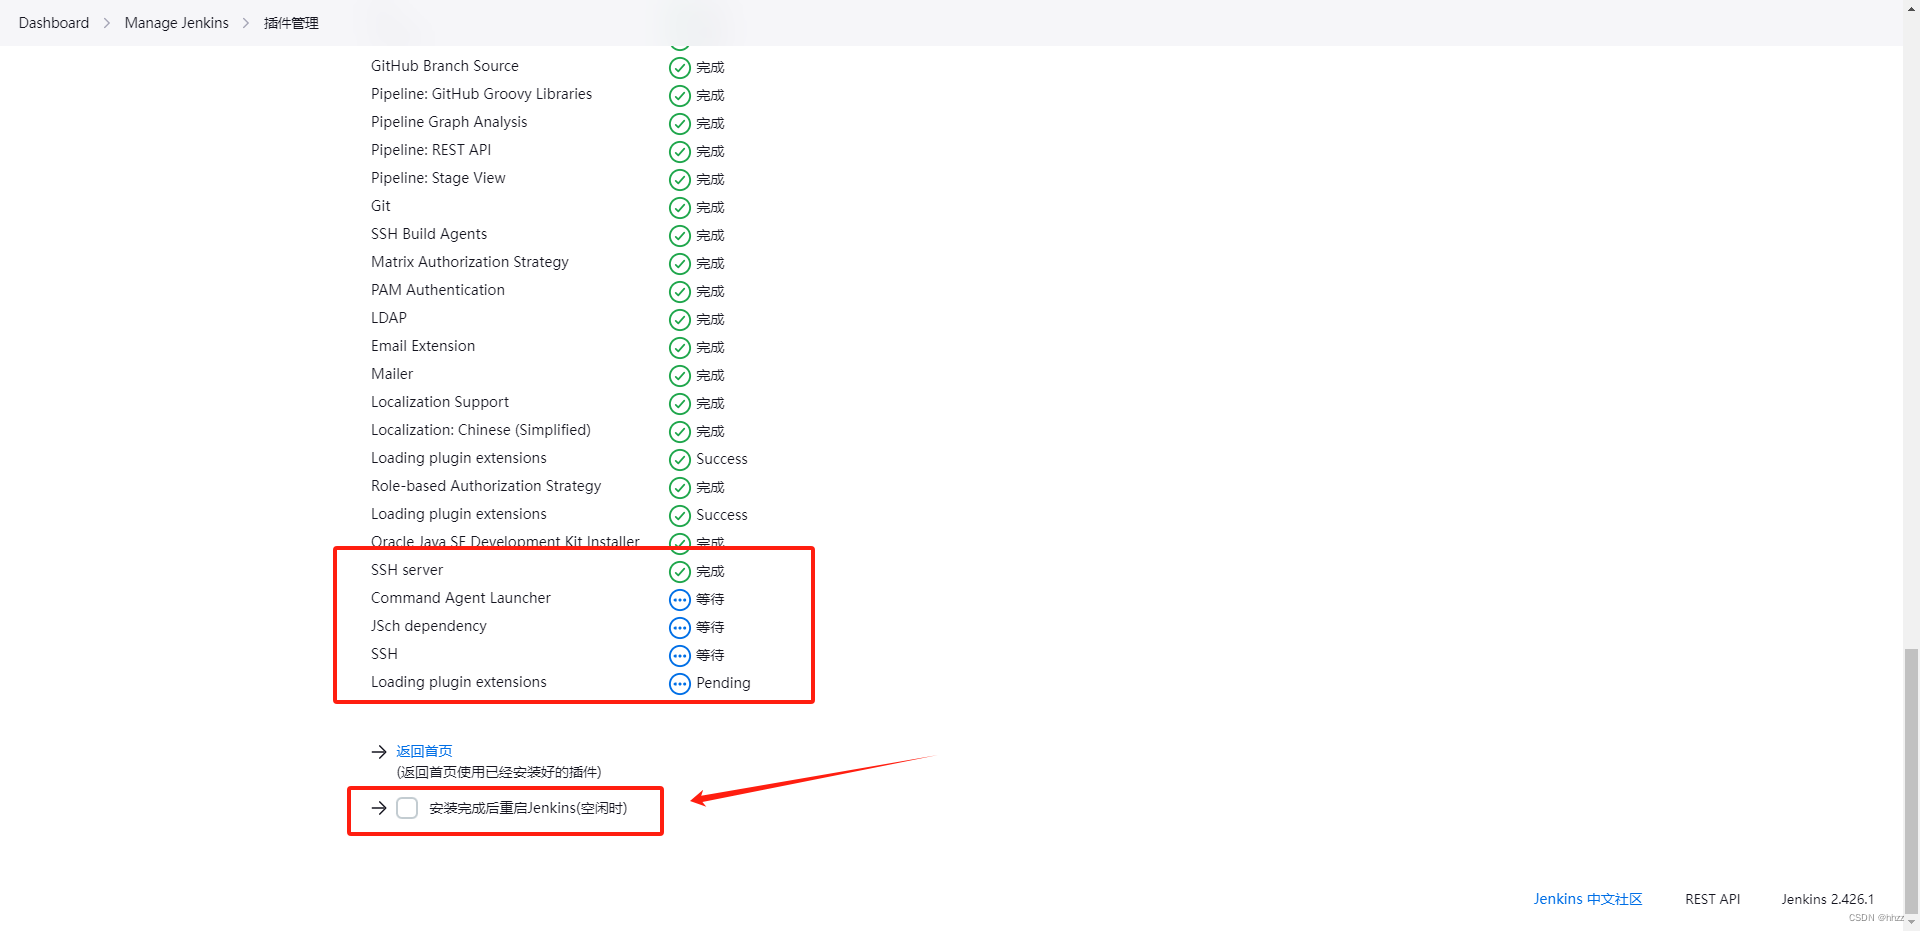 Dashboard > Manage Jenkins > 插件管理
GitHub Branch Source 完成
Pipeline: GitHub Groovy Libraries 完成
Pipeline Graph Analysis 完成
Pipeline: REST API 完成
Pipeline: Stage View 完成
Git 完成
SSH Build Agents 完成
Matrix Authorization Strategy 完成
PAM Authentication 完成
LDAP 完成
Email Extension 完成
Mailer 完成
Localization Support 完成
Localization: Chinese (Simplified) 完成
Loading plugin extensions Success
Role-based Authorization Strategy 完成
Loading plugin extensions Success
Oracle Java SE Development Kit Installer 完成
SSH server 完成
Command Agent Launcher 等待
JSch dependency 等待
SSH 等待
Loading plugin extensions Pending
返回首页
(返回首页使用已经安装好的插件)
安装完成后重启Jenkins(空闲时)
Jenkins 中文社区 REST API Jenkins 2.426.1
CSDN @hhzz